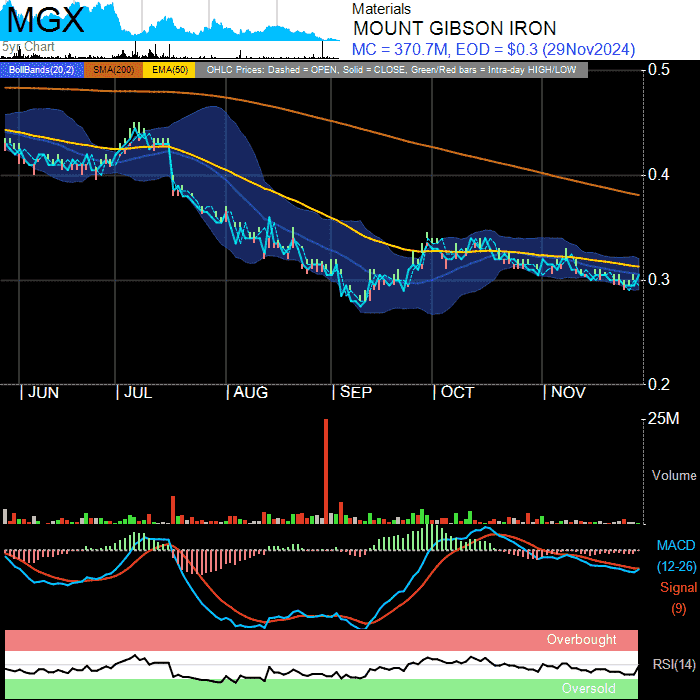 MGX
5yr Chart
Materials
MOUNT GIBSON IRON
MC = 370.7M, EOD = $0.3 (29Nov2024)
BollBands(20,2) SMA(200) EMA(50) OHLC Prices: Dashed = OPEN, Solid = CLOSE, Green/Red bars = Intra-day HIGH/LOW
0.5
0.4
0.3
0.2
| JUN | JUL | AUG | SEP | OCT | NOV
25M
Volume
MACD
(12-26)
Signal
(9)
Overbought
RSI(14)
Oversold